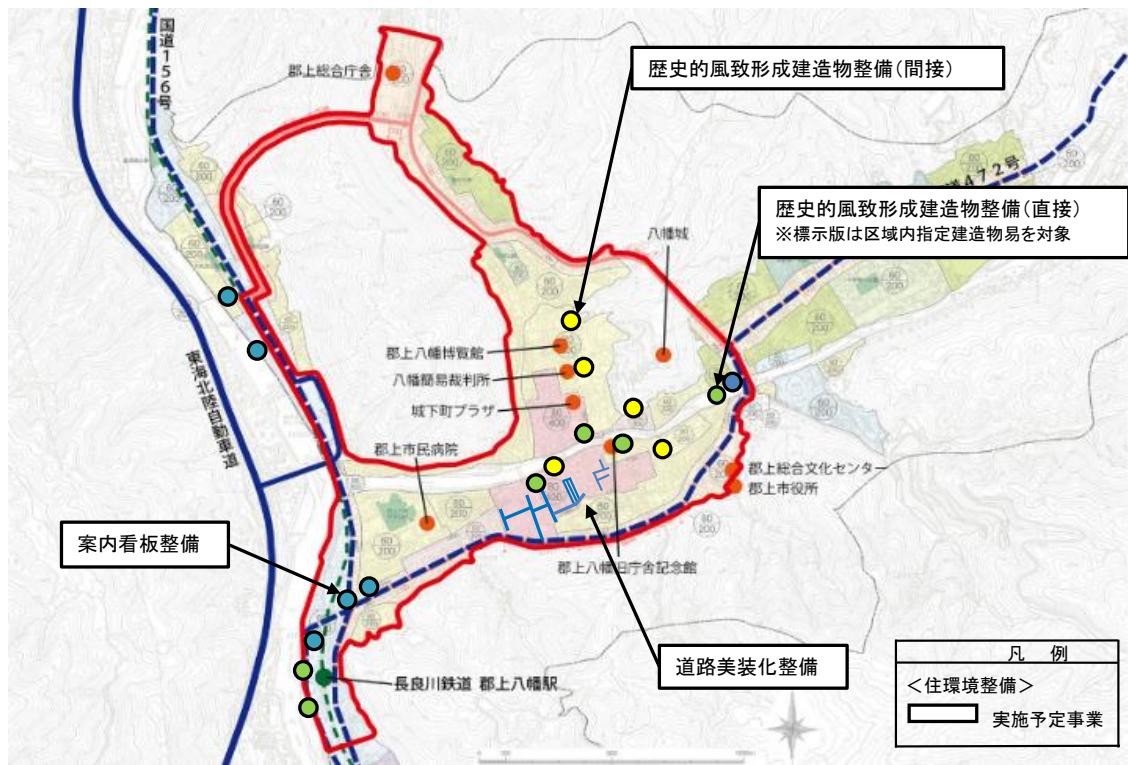 国道156号
郡上総合庁舎
歴史的風致形成建造物整備(間接)
道472号
歴史的風致形成建造物整備(直接)
※標示版は区域内指定建造物易を対象
八幡城
郡上八幡博覧館
八幡簡易裁判所
城下町プラザ
東海北陸自動車道
郡上市民病院
郡上総合文化センター
郡上市役所
案内看板整備
郡上八幡旧庁舎記念館
道路美装化整備
長良川鉄道 郡上八幡駅
凡 例
<住環境整備>
実施予定事業